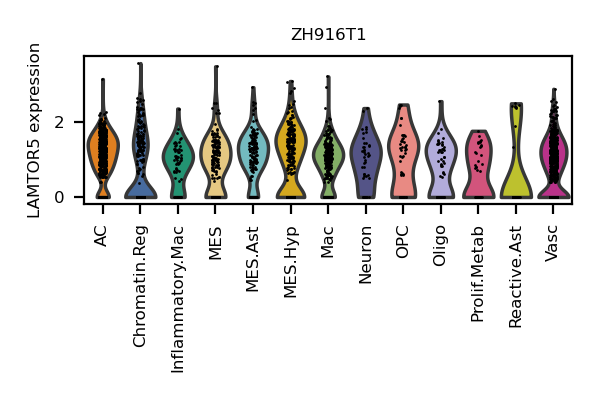 ZH916T1
LAMTOR5 expression
2
0
AC
Chromatin.Reg
Inflammatory.Mac
MES
MES.Ast
MES.Hyp
Mac
Neuron
OPC
Oligo
Prolif.Metab
Reactive.Ast
Vasc